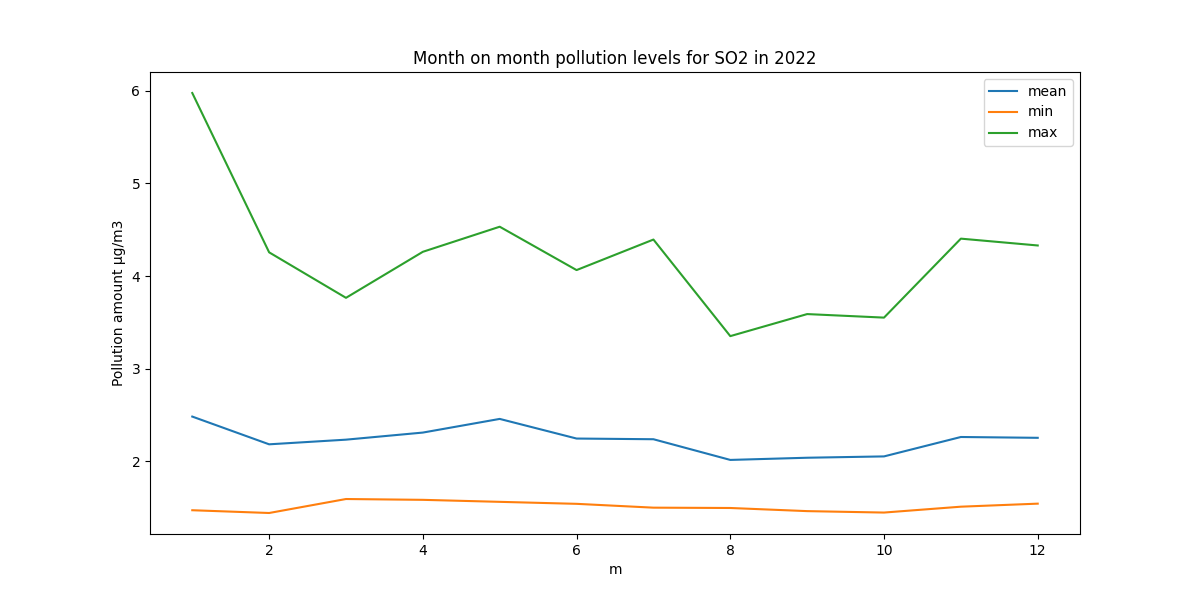 Month on month pollution levels for SO2 in 2022
mean
min
max
6
5
4
3
2
Pollution amount µg/m3
2 4 6 8 10 12
m